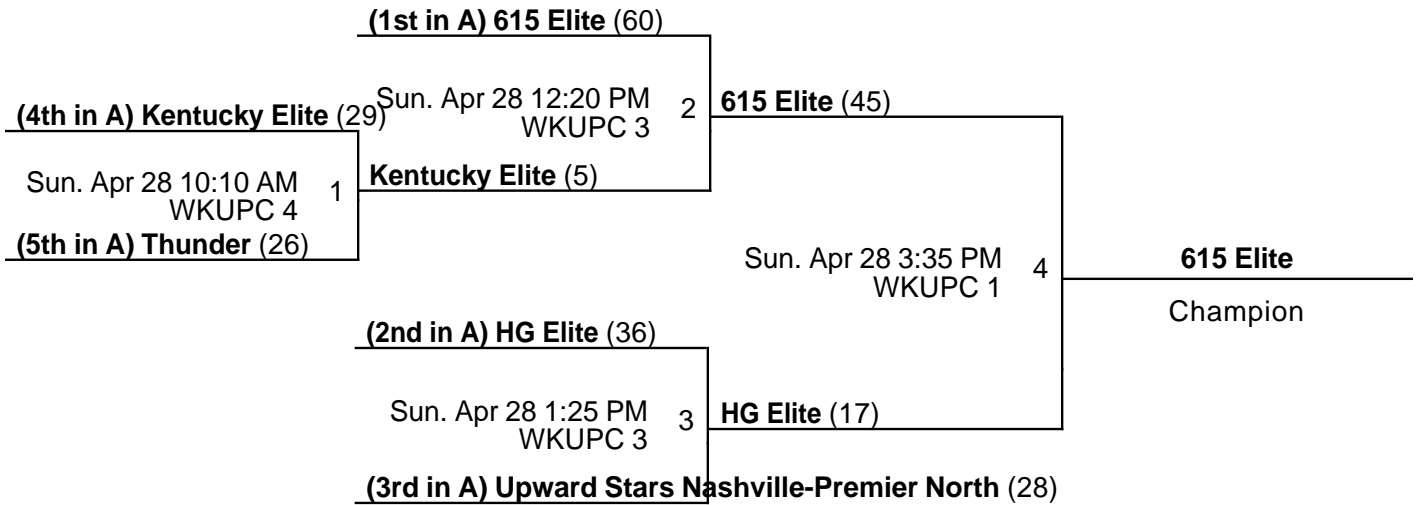 (1st in A) 615 Elite (60)
(4th in A) Kentucky Elite (29)
Sun. Apr 28 12:20 PM
WKUPC 3
2
615 Elite (45)
Sun. Apr 28 10:10 AM
WKUPC 4
1
Kentucky Elite (5)
(5th in A) Thunder (26)
Sun. Apr 28 3:35 PM
WKUPC 1
4
615 Elite
Champion
(2nd in A) HG Elite (36)
Sun. Apr 28 1:25 PM
WKUPC 3
3
HG Elite (17)
(3rd in A) Upward Stars Nashville-Premier North (28)